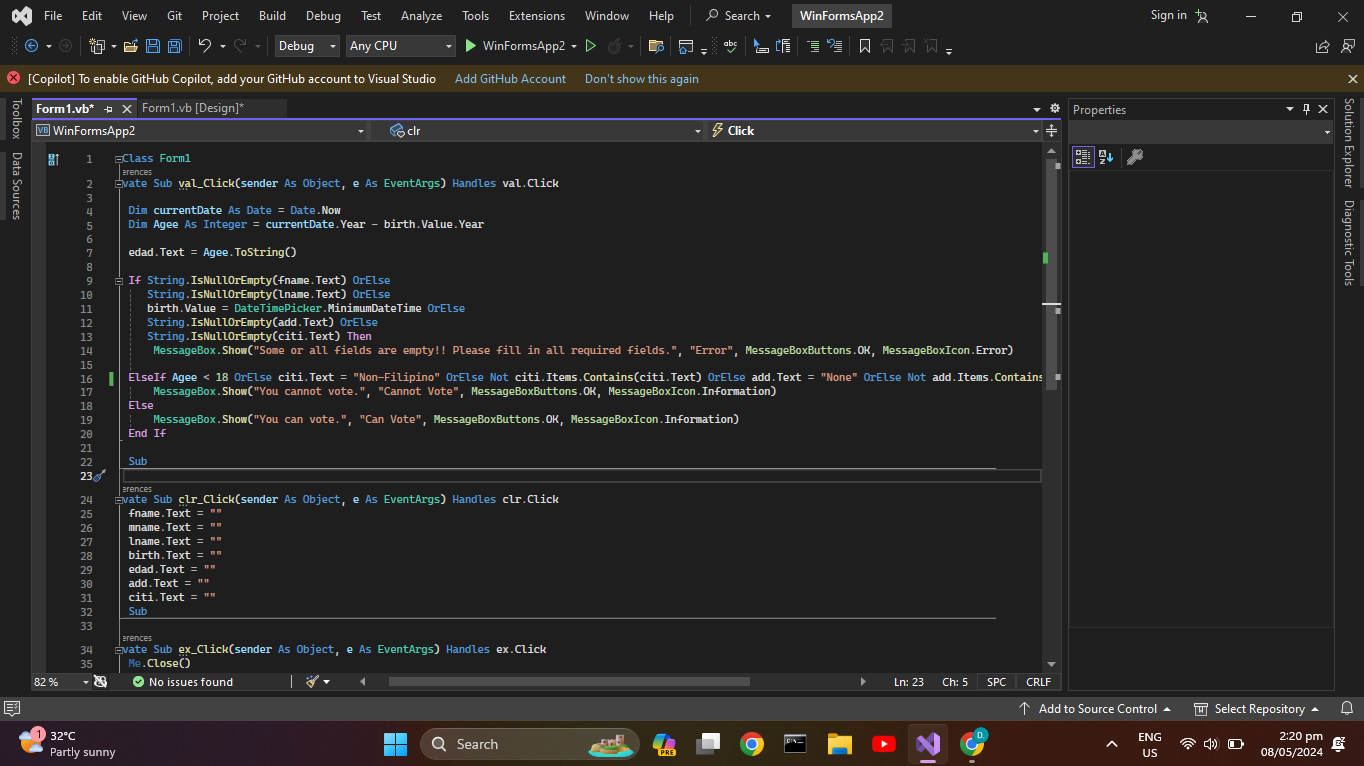 File Edit View Git Project Build Debug Test Analyze Tools Extensions Window Help Search WinFormsApp2 Sign in
Debug Any CPU WinFormsApp2
[Copilot] To enable GitHub Copilot, add your GitHub account to Visual Studio Add GitHub Account Don't show this again
Form1.vb* Form1.vb [Design]*
WinFormsApp2 clr Click
Toolbox
Data Sources
1 Class Form1
erences
2 vate Sub val_Click(sender As Object, e As EventArgs) Handles val.Click
3
4 Dim currentDate As Date = Date.Now
5 Dim Agee As Integer = currentDate.Year - birth.Value.Year
6
7 edad.Text = Agee.ToString()
8
9 If String.IsNullOrEmpty(fname.Text) OrElse
10 String.IsNullOrEmpty(lname.Text) OrElse
11 birth.Value = DateTimePicker.MinimumDateTime OrElse
12 String.IsNullOrEmpty(add.Text) OrElse
13 String.IsNullOrEmpty(citi.Text) Then
14 MessageBox.Show("Some or all fields are empty!! Please fill in all required fields.", "Error", MessageBoxButtons.OK, MessageBoxIcon.Error)
15
16 ElseIf Agee < 18 OrElse citi.Text = "Non-Filipino" OrElse Not citi.Items.Contains(citi.Text) OrElse add.Text = "None" OrElse Not add.Items.Contains
17 MessageBox.Show("You cannot vote.", "Cannot Vote", MessageBoxButtons.OK, MessageBoxIcon.Information)
18 Else
19 MessageBox.Show("You can vote.", "Can Vote", MessageBoxButtons.OK, MessageBoxIcon.Information)
20 End If
21
22 Sub
23
erences
24 vate Sub clr_Click(sender As Object, e As EventArgs) Handles clr.Click
25 fname.Text = ""
26 mname.Text = ""
27 lname.Text = ""
28 birth.Text = ""
29 edad.Text = ""
30 add.Text = ""
31 citi.Text = ""
32 Sub
33
erences
34 vate Sub ex_Click(sender As Object, e As EventArgs) Handles ex.Click
35 Me.Close()
82 % No issues found Ln: 23 Ch: 5 SPC CRLF
Properties
Solution Explorer
Diagnostic Tools
Add to Source Control Select Repository
1 32°C
Partly sunny
Search
PRE
D.
ENG
US
2:20 pm
08/05/2024